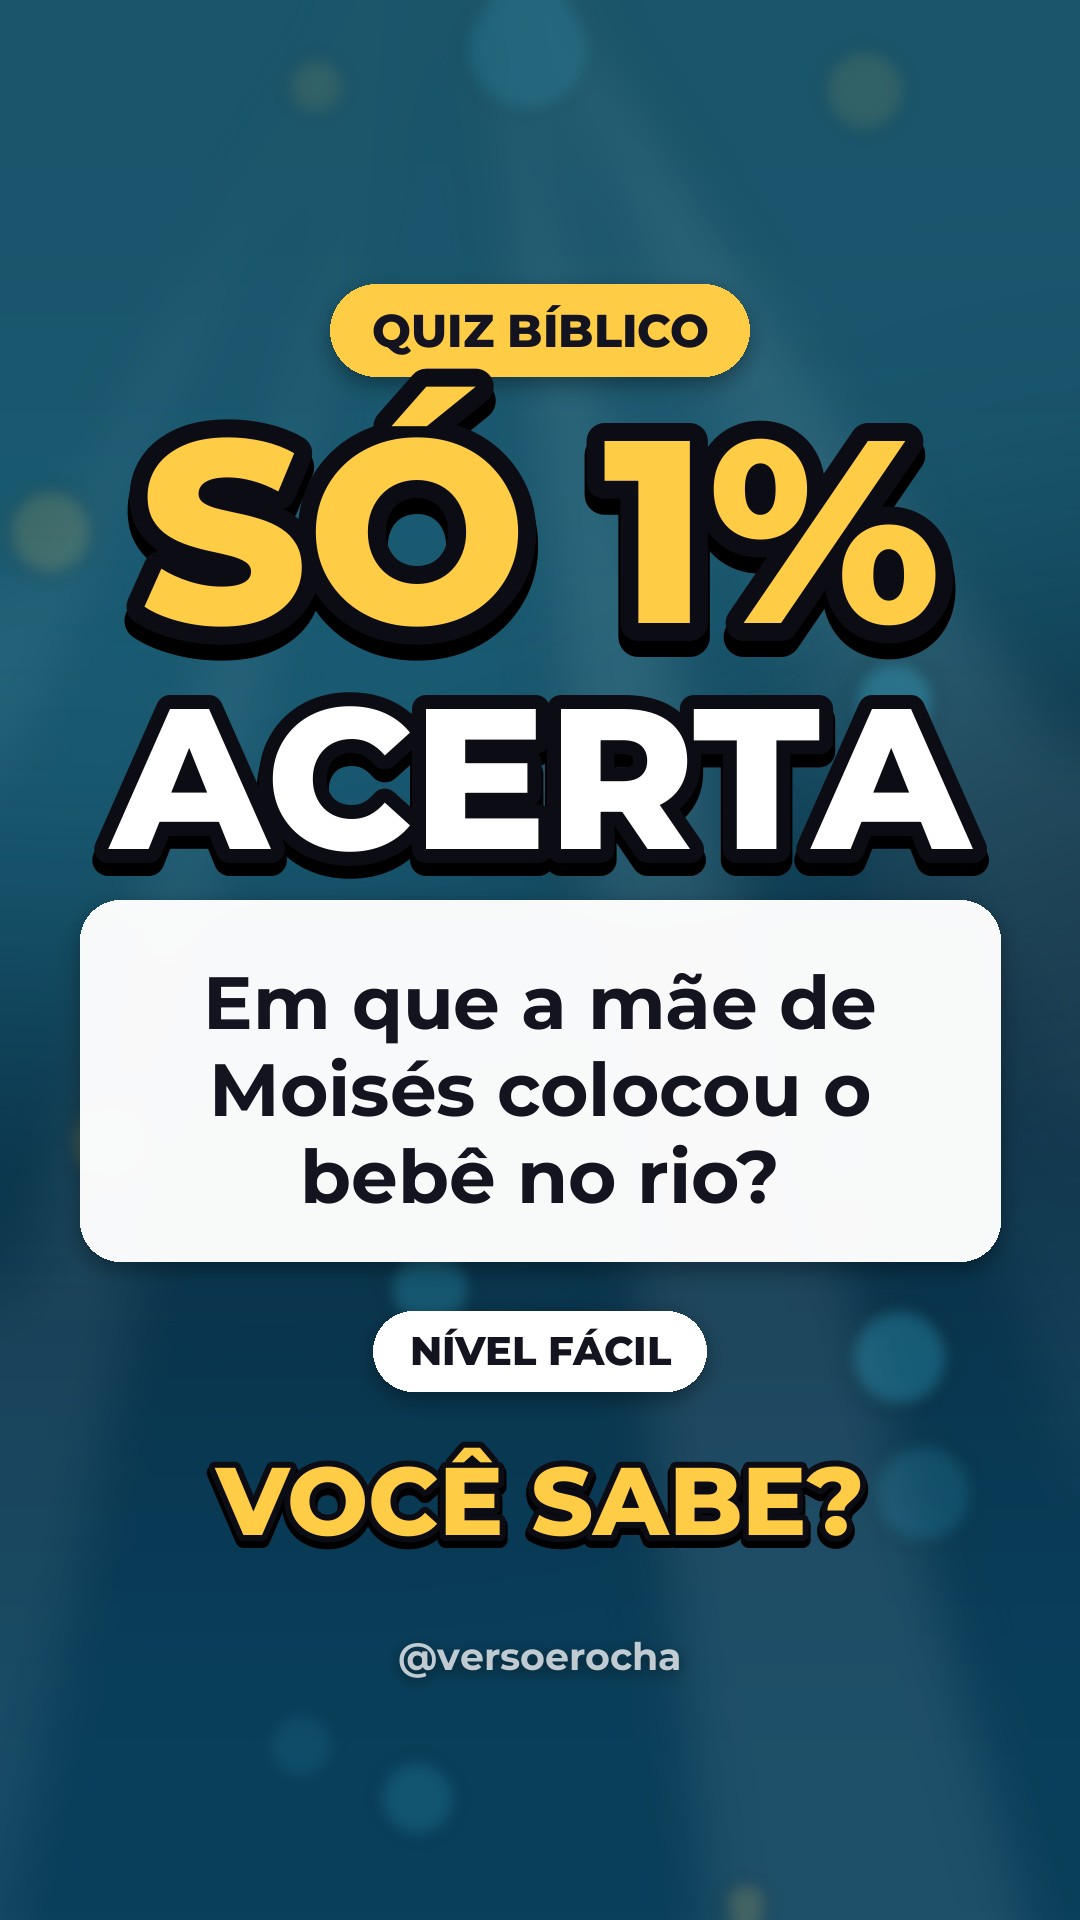 QUIZ BÍBLICO
SÓ 1%
ACERTA
Em que a mãe de
Moisés colocou o
bebê no rio?
NÍVEL FÁCIL
VOCÊ SABE?
@versoerocha